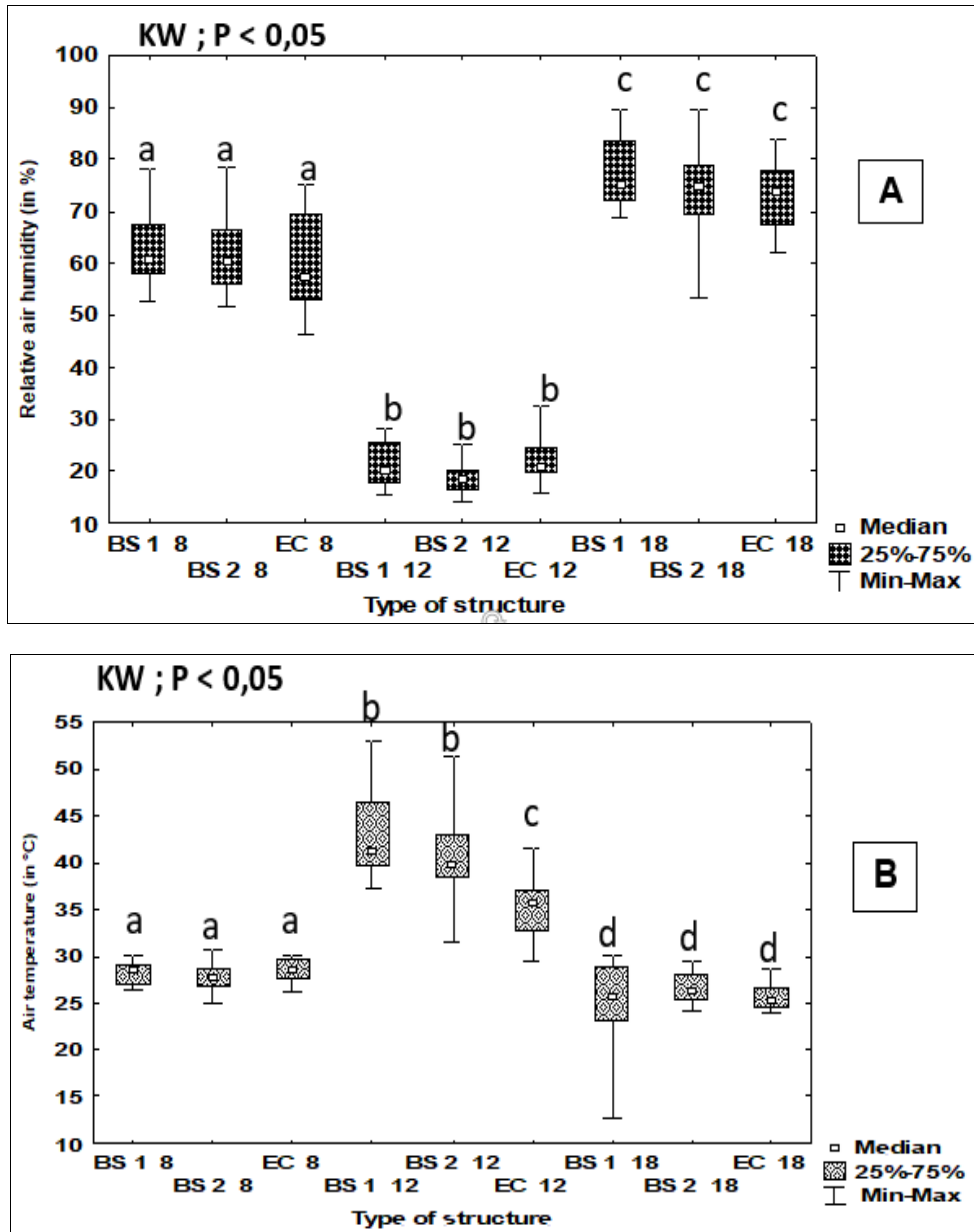 KW ; P < 0,05
100
90
80
70
60
50
40
30
20
10
Relative air humidity (in %)
a
a
a
b
b
b
c
c
c
A
BS 1 8
BS 2 8
EC 8
BS 1 12
BS 2 12
EC 12
BS 1 18
BS 2 18
EC 18
Type of structure
Median
25%-75%
Min-Max
KW ; P < 0,05
55
50
45
40
35
30
25
20
15
10
Air temperature (in °C)
a
a
a
b
b
c
d
d
d
B
BS 1 8
BS 2 8
EC 8
BS 1 12
BS 2 12
EC 12
BS 1 18
BS 2 18
EC 18
Type of structure
Median
25%-75%
Min-Max